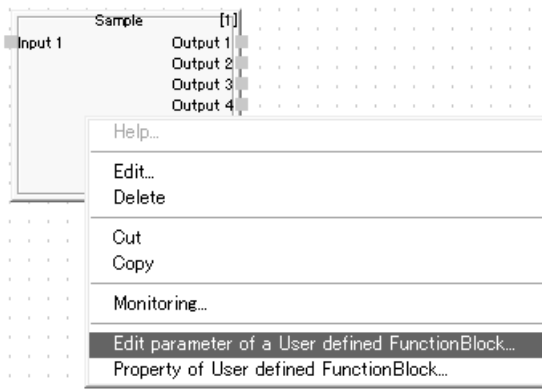 Sample [1]
Input 1 Output 1
Output 2
Output 3
Output 4
Help...
Edit...
Delete
Cut
Copy
Monitoring...
Edit parameter of a User defined FunctionBlock...
Property of User defined FunctionBlock...